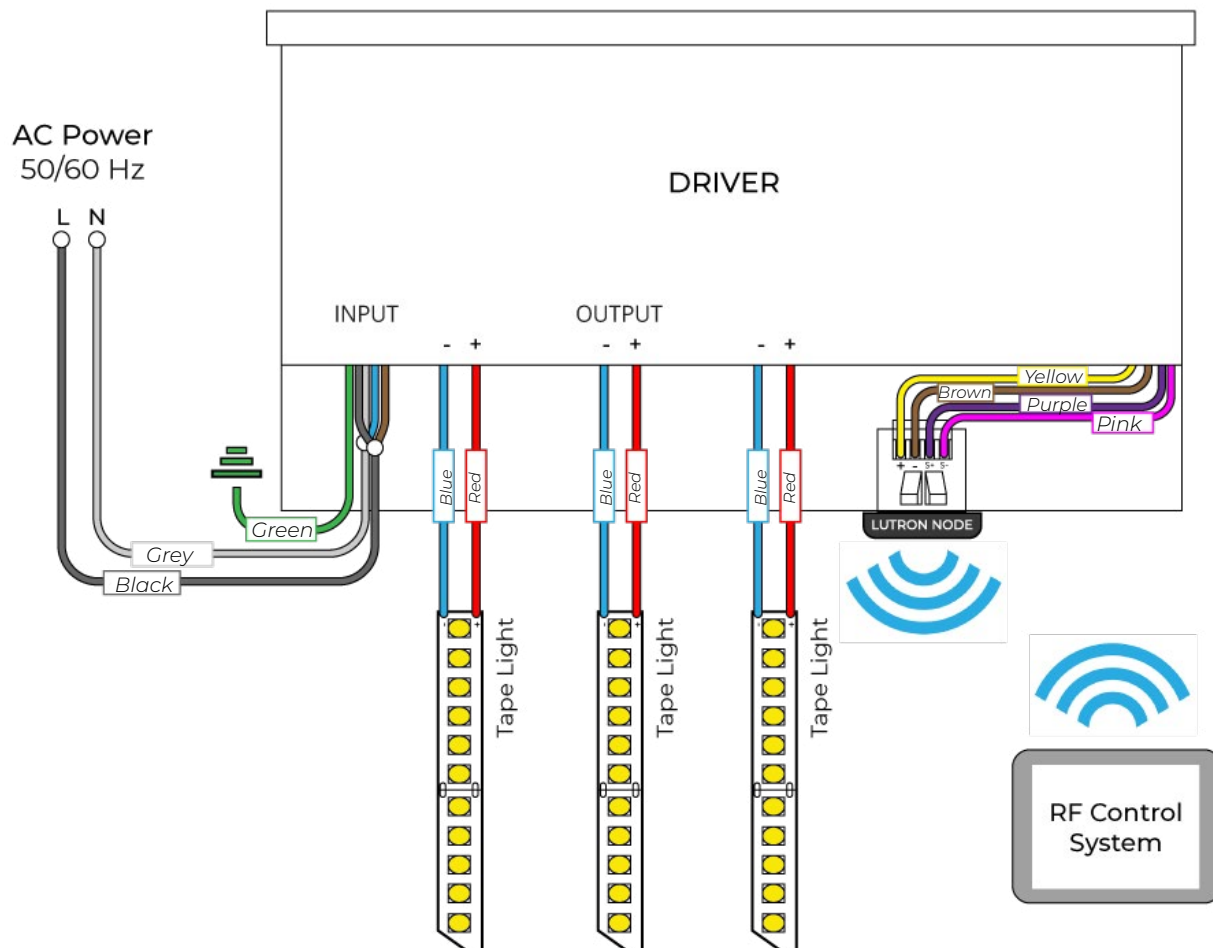 AC Power
50/60 Hz
L N
DRIVER
INPUT
OUTPUT
- +
- +
- +
Yellow
Brown
Purple
Pink
+ - S+ S-
LUTRON NODE
Green
Grey
Black
Blue
Red
Blue
Red
Blue
Red
- +
- +
- +
Tape Light
Tape Light
Tape Light
RF Control
System